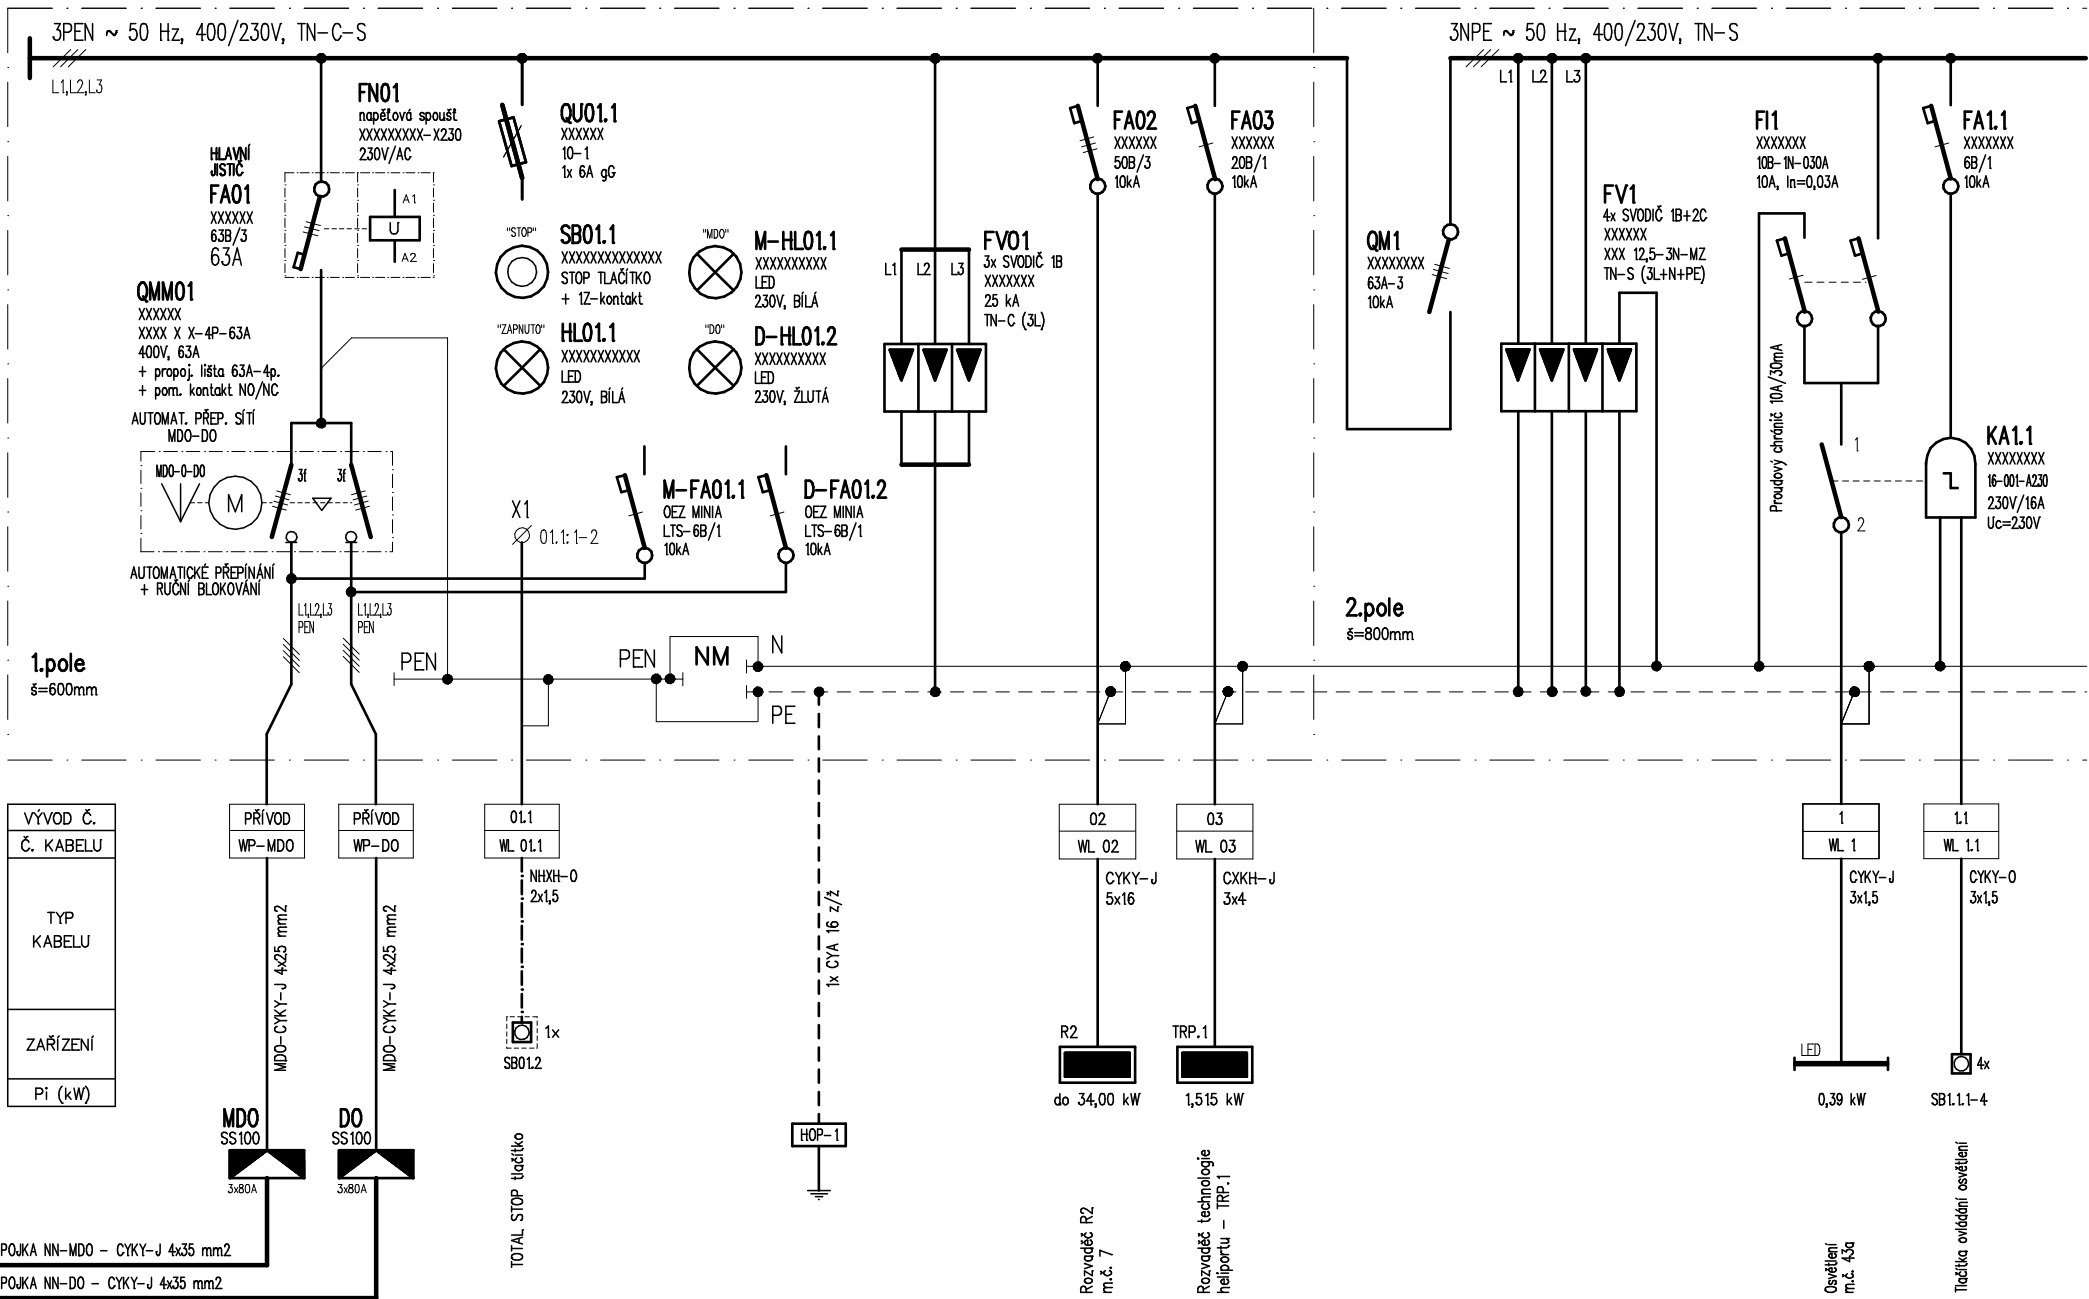 3PEN ~ 50 Hz, 400/230V, TN-C-S
L1,L2,L3
3NPE ~ 50 Hz, 400/230V, TN-S
L1 L2 L3
HLAVNÍ
JISTIČ
FA01
XXXXXX
63B/3
63A
FN01
napěťová spoušť
XXXXXXXXX-X230
230V/AC
A1
U
A2
QU01.1
XXXXXX
10-1
1x 6A gG
"STOP"
SB01.1
XXXXXXXXXXXXXX
STOP TLAČÍTKO
+ 1Z-kontakt
"ZAPNUTO"
HL01.1
XXXXXXXXXXX
LED
230V, BÍLÁ
"MDO"
M-HL01.1
XXXXXXXXXX
LED
230V, BÍLÁ
"DO"
D-HL01.2
XXXXXXXXXX
LED
230V, ŽLUTÁ
L1 L2 L3
FV01
3x SVODIČ 1B
XXXXXXX
25 kA
TN-C (3L)
FA02
XXXXXX
50B/3
10kA
FA03
XXXXXX
20B/1
10kA
QM1
XXXXXXXX
63A-3
10kA
FV1
4x SVODIČ 1B+2C
XXXXXX
XXX 12,5-3N-MZ
TN-S (3L+N+PE)
FI1
XXXXXXX
10B-1N-030A
10A, In=0,03A
Proudový chránič 10A/30mA
1
2
FA1.1
XXXXXXX
6B/1
10kA
KA1.1
XXXXXXXX
16-001-A230
230V/16A
Uc=230V
QMM01
XXXXXX
XXXX X X-4P-63A
400V, 63A
+ propoj. lišta 63A-4p.
+ pom. kontakt NO/NC
AUTOMAT. PŘEP. SÍTÍ
MDO-DO
MDO-0-DO
M
3f 3f
AUTOMATICKÉ PŘEPÍNÁNÍ
+ RUČNÍ BLOKOVÁNÍ
L1,L2,L3
PEN
L1,L2,L3
PEN
X1
01.1: 1-2
M-FA01.1
OEZ MINIA
LTS-6B/1
10kA
D-FA01.2
OEZ MINIA
LTS-6B/1
10kA
1.pole
š=600mm
2.pole
š=800mm
PEN
PEN
NM
N
PE
VÝVOD Č.
Č. KABELU
TYP
KABELU
ZAŘÍZENÍ
Pi (kW)
PŘÍVOD
WP-MDO
MDO-CYKY-J 4x25 mm2
MDO
SS100
3x80A
PŘÍVOD
WP-DO
MDO-CYKY-J 4x25 mm2
DO
SS100
3x80A
POJKA NN-MDO - CYKY-J 4x35 mm2
POJKA NN-DO - CYKY-J 4x35 mm2
01.1
WL 01.1
NHXH-O
2x1,5
1x
SB01.2
TOTAL STOP tlačítko
1x CYA 16 z/ž
HOP-1
02
WL 02
CYKY-J
5x16
R2
do 34,00 kW
Rozvaděč R2
m.č. 7
03
WL 03
CXKH-J
3x4
TRP.1
1,515 kW
Rozvaděč technologie
heliportu - TRP.1
1
WL 1
CYKY-J
3x1,5
LED
0,39 kW
Osvětlení
m.č. 43a
1.1
WL 1.1
CYKY-O
3x1,5
4x
SB1.1.1-4
Tlačítka ovládání osvětlení